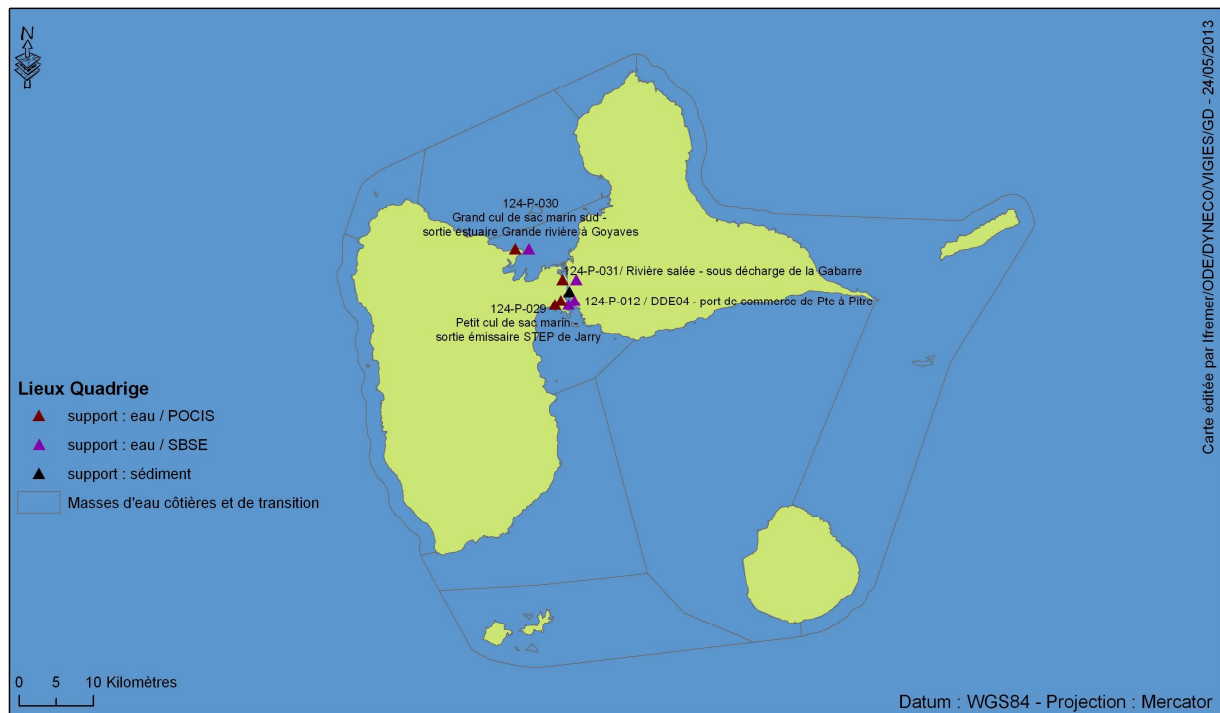 N
124-P-030
Grand cul de sac marin sud -
sortie estuaire Grande rivière à Goyaves
124-P-031/ Rivière salée - sous décharge de la Gabarre
124-P-012 / DDE04 - port de commerce de Pte à Pitre
124-P-029
Petit cul de sac marin -
sortie émissaire STEP de Jarry
Lieux Quadrige
support : eau / POCIS
support : eau / SBSE
support : sédiment
Masses d'eau côtières et de transition
0 5 10 Kilomètres
Datum : WGS84 - Projection : Mercator
Carte éditée par Ifremer/ODE/DYNECO/VIGIES/GD - 24/05/2013